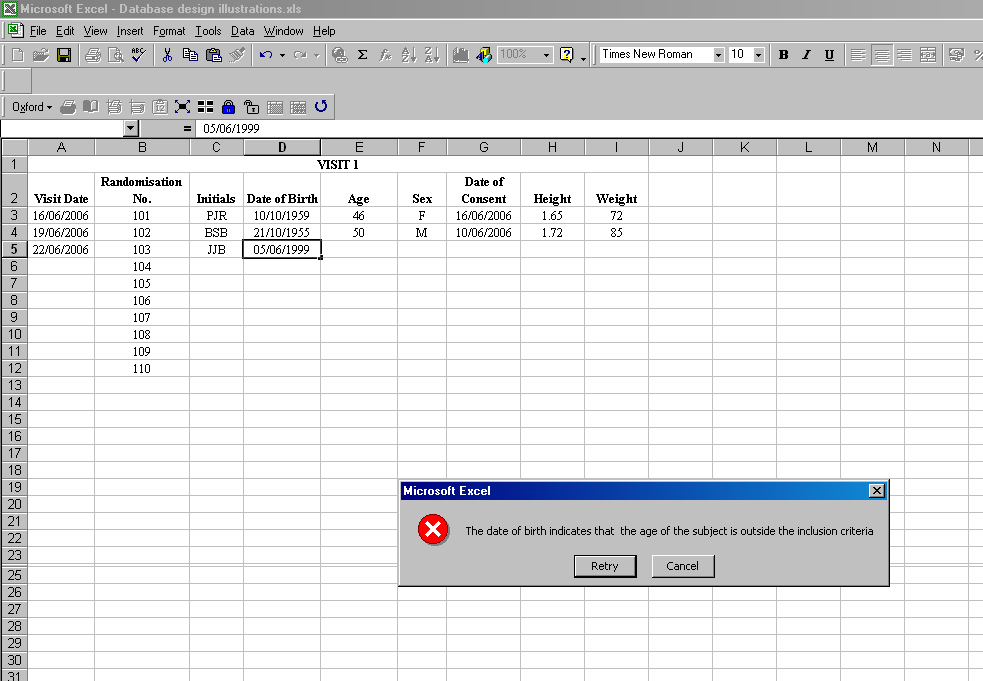 Microsoft Excel - Database design illustrations.xls
File Edit View Insert Format Tools Data Window Help
ABC 100% ? Times New Roman 10 B I U %
Oxford
= 05/06/1999
A B C D E F G H I J K L M N
1 VISIT 1
Randomisation Date of
2 Visit Date No. Initials Date of Birth Age Sex Consent Height Weight
3 16/06/2006 101 PJR 10/10/1959 46 F 16/06/2006 1.65 72
4 19/06/2006 102 BSB 21/10/1955 50 M 10/06/2006 1.72 85
5 22/06/2006 103 JJB 05/06/1999
6 104
7 105
8 106
9 107
10 108
11 109
12 110
13
14
15
16
17
18
19
Microsoft Excel
20
21
The date of birth indicates that the age of the subject is outside the inclusion criteria
22
23
Retry Cancel
25
26
27
28
29
30
31